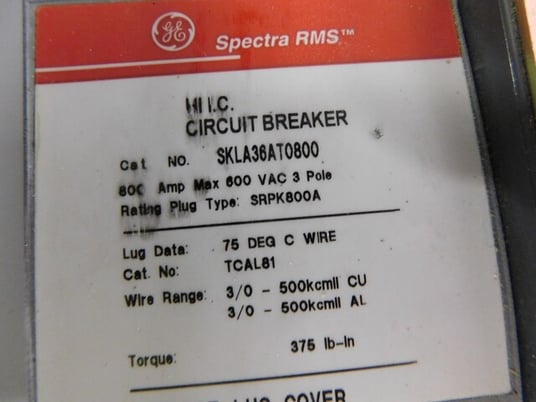 GE Spectra RMS™
HI I.C.
CIRCUIT BREAKER
Cat NO. SKLA36AT0800
800 Amp Max 600 VAC 3 Pole
Rating Plug Type: SRPK800A
Lug Data: 75 DEG C WIRE
Cat. No: TCAL81
Wire Range: 3/0 - 500kcmil CU
3/0 - 500kcmil AL
Torque: 375 lb-in
LUG COVER